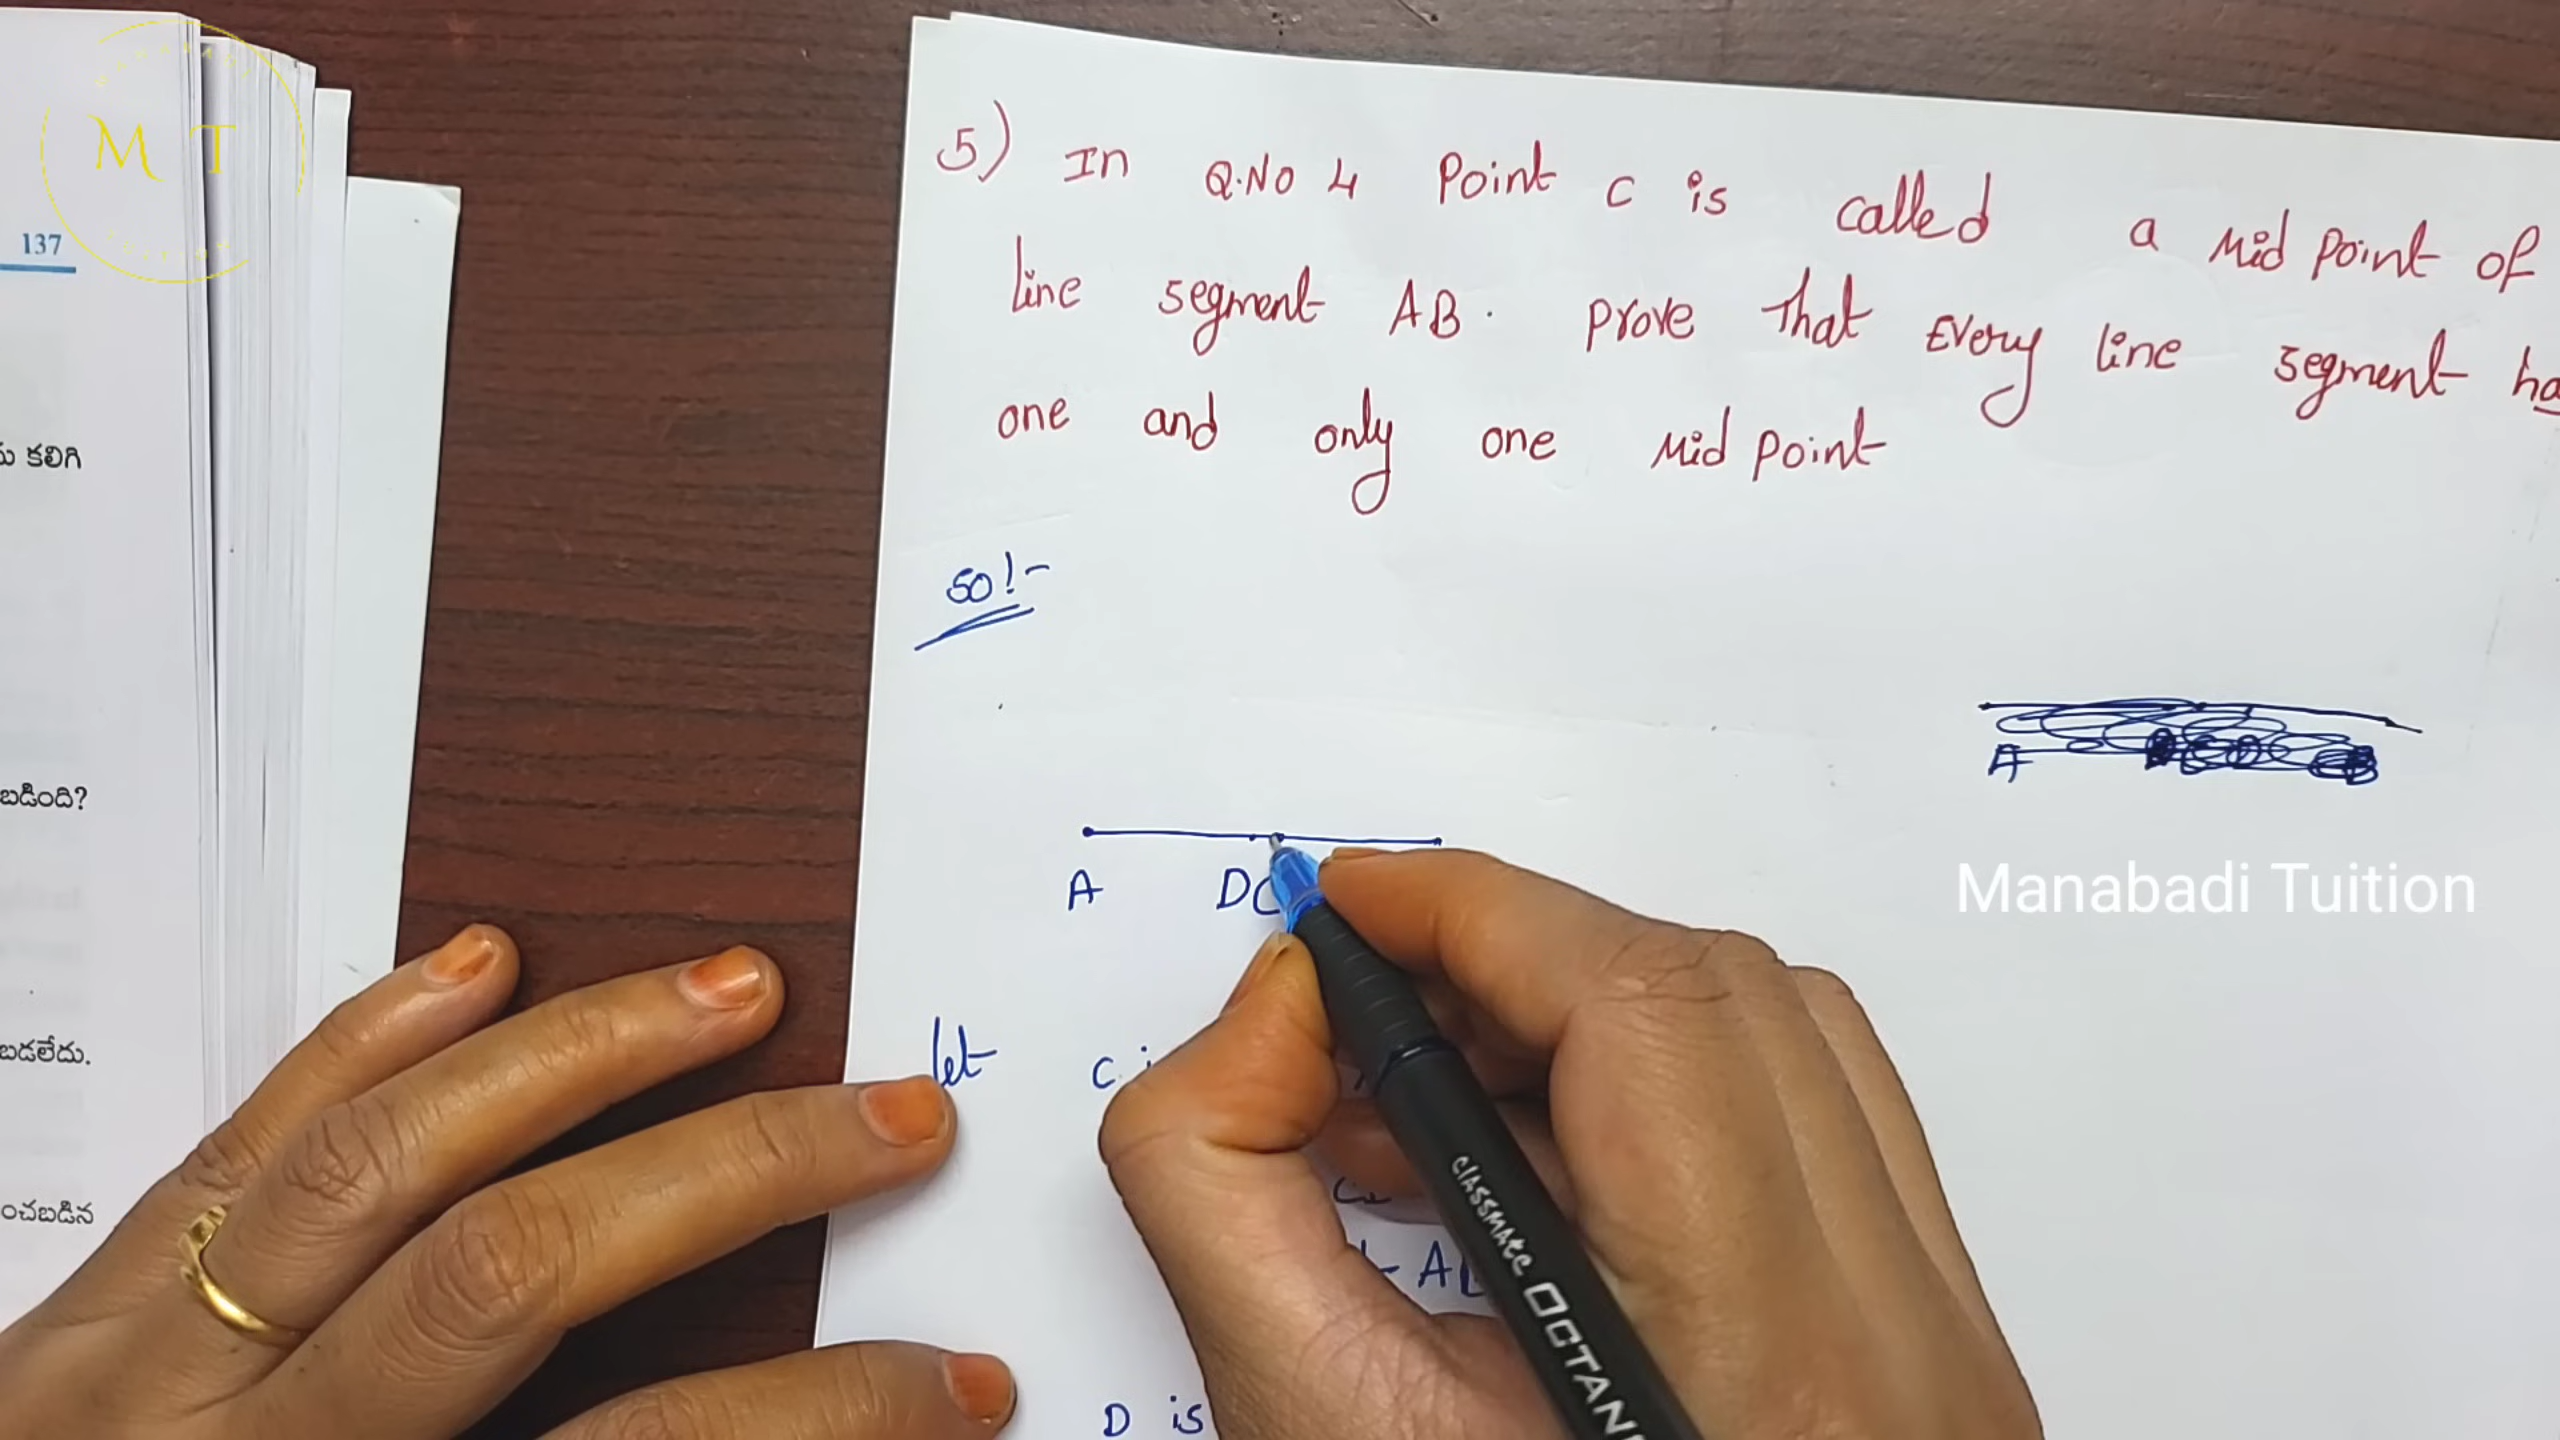 M T
137
కలిగి
బడింది?
బడలేదు.
ంచబడిన
5) In Q.No 4 Point C is called a Mid Point of
line segment AB. Prove that Every line segment ha
one and only one Mid Point
So!-
A
A DC
Manabadi Tuition
let C i
A
D is
classmate OCTAN